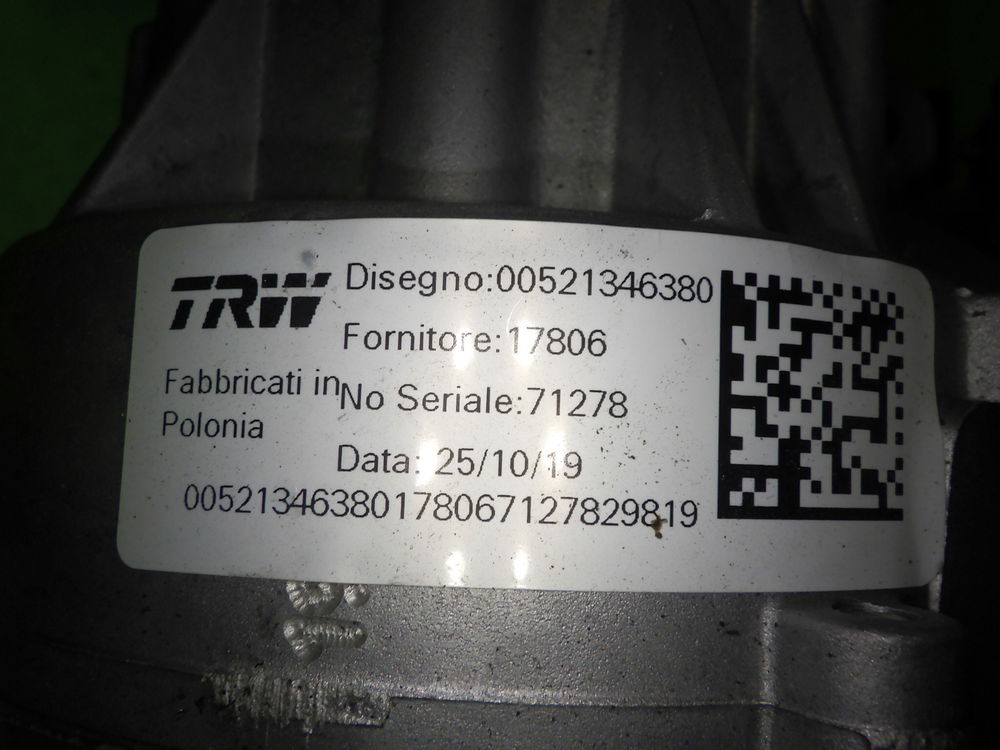 TRW
Disegno:00521346380
Fornitore:17806
Fabbricati in
Polonia
No Seriale:71278
Data: 25/10/19
00521346380178067127829819